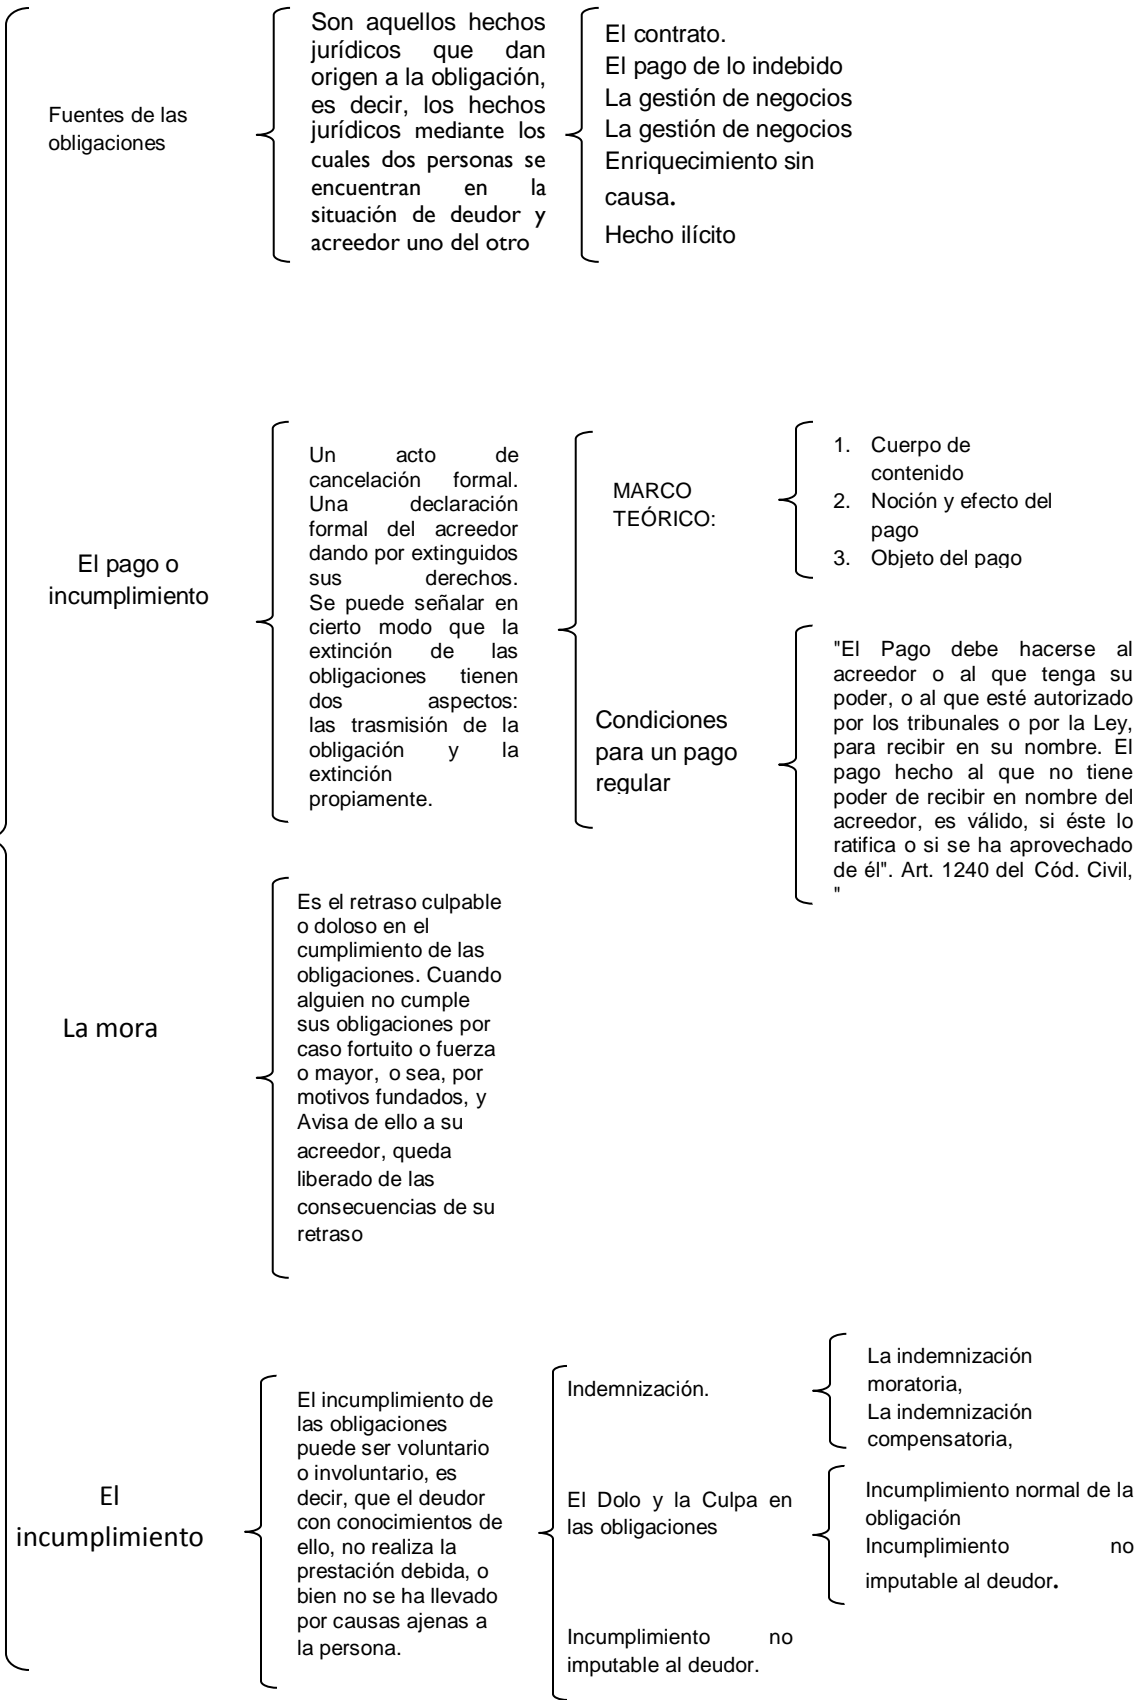 Fuentes de las
obligaciones
Son aquellos hechos
jurídicos que dan
origen a la obligación,
es decir, los hechos
jurídicos mediante los
cuales dos personas se
encuentran en la
situación de deudor y
acreedor uno del otro
El contrato.
El pago de lo indebido
La gestión de negocios
La gestión de negocios
Enriquecimiento sin
causa.
Hecho ilícito
El pago o
incumplimiento
Un acto de
cancelación formal.
Una declaración
formal del acreedor
dando por extinguidos
sus derechos.
Se puede señalar en
cierto modo que la
extinción de las
obligaciones tienen
dos aspectos:
las trasmisión de la
obligación y la
extinción
propiamente.
MARCO
TEÓRICO:
1. Cuerpo de
contenido
2. Noción y efecto del
pago
3. Objeto del pago
Condiciones
para un pago
regular
"El Pago debe hacerse al
acreedor o al que tenga su
poder, o al que esté autorizado
por los tribunales o por la Ley,
para recibir en su nombre. El
pago hecho al que no tiene
poder de recibir en nombre del
acreedor, es válido, si éste lo
ratifica o si se ha aprovechado
de él". Art. 1240 del Cód. Civil,
"
La mora
Es el retraso culpable
o doloso en el
cumplimiento de las
obligaciones. Cuando
alguien no cumple
sus obligaciones por
caso fortuito o fuerza
o mayor, o sea, por
motivos fundados, y
Avisa de ello a su
acreedor, queda
liberado de las
consecuencias de su
retraso
El
incumplimiento
El incumplimiento de
las obligaciones
puede ser voluntario
o involuntario, es
decir, que el deudor
con conocimientos de
ello, no realiza la
prestación debida, o
bien no se ha llevado
por causas ajenas a
la persona.
Indemnización.
La indemnización
moratoria,
La indemnización
compensatoria,
El Dolo y la Culpa en
las obligaciones
Incumplimiento normal de la
obligación
Incumplimiento no
imputable al deudor.
Incumplimiento no
imputable al deudor.